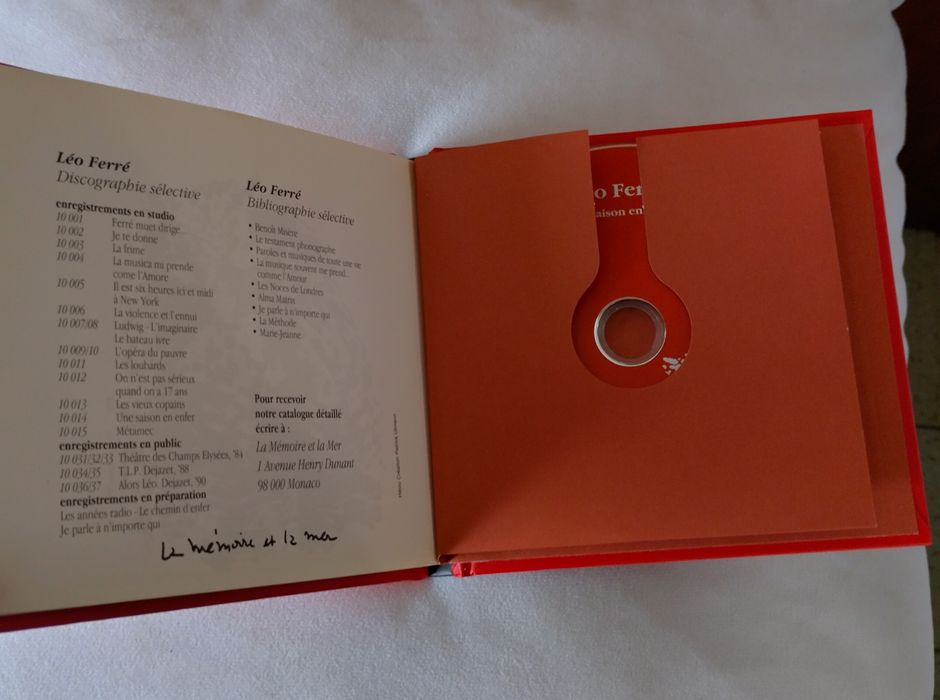 Léo Ferré
Discographie sélective
enregistrements en studio
10 001 Ferré muet dirige...
10 002 Je te donne
10 003 La frime
10 004 La musica mi prende
come l'Amore
10 005 Il est six heures ici et midi
à New York
10 006 La violence et l'ennui
10 007/08 Ludwig - L'imaginaire
Le bateau ivre
10 009/10 L'opéra du pauvre
10 011 Les loubards
10 012 On n'est pas sérieux
quand on a 17 ans
10 013 Les vieux copains
10 014 Une saison en enfer
10 015 Métamec
enregistrements en public
10 031/32/33 Théâtre des Champs Elysées, '84
10 034/35 T.L.P. Dejazet, '88
10 036/37 Alors Léo. Dejazet, '90
enregistrements en préparation
Les années radio - Le chemin d'enfer
Je parle à n'importe qui
Léo Ferré
Bibliographie sélective
• Benoît Misère
• Le testament phonographe
• Paroles et musiques de toute une vie
• La musique souvent me prend...
comme l'Amour
• Les Noces de Londres
• Alma Matrix
• Je parle à n'importe qui
• La Méthode
• Marie-Jeanne
Pour recevoir
notre catalogue détaillé
écrire à :
La Mémoire et la Mer
1 Avenue Henry Dunant
98 000 Monaco
La mémoire et la mer
o Fer
aison en